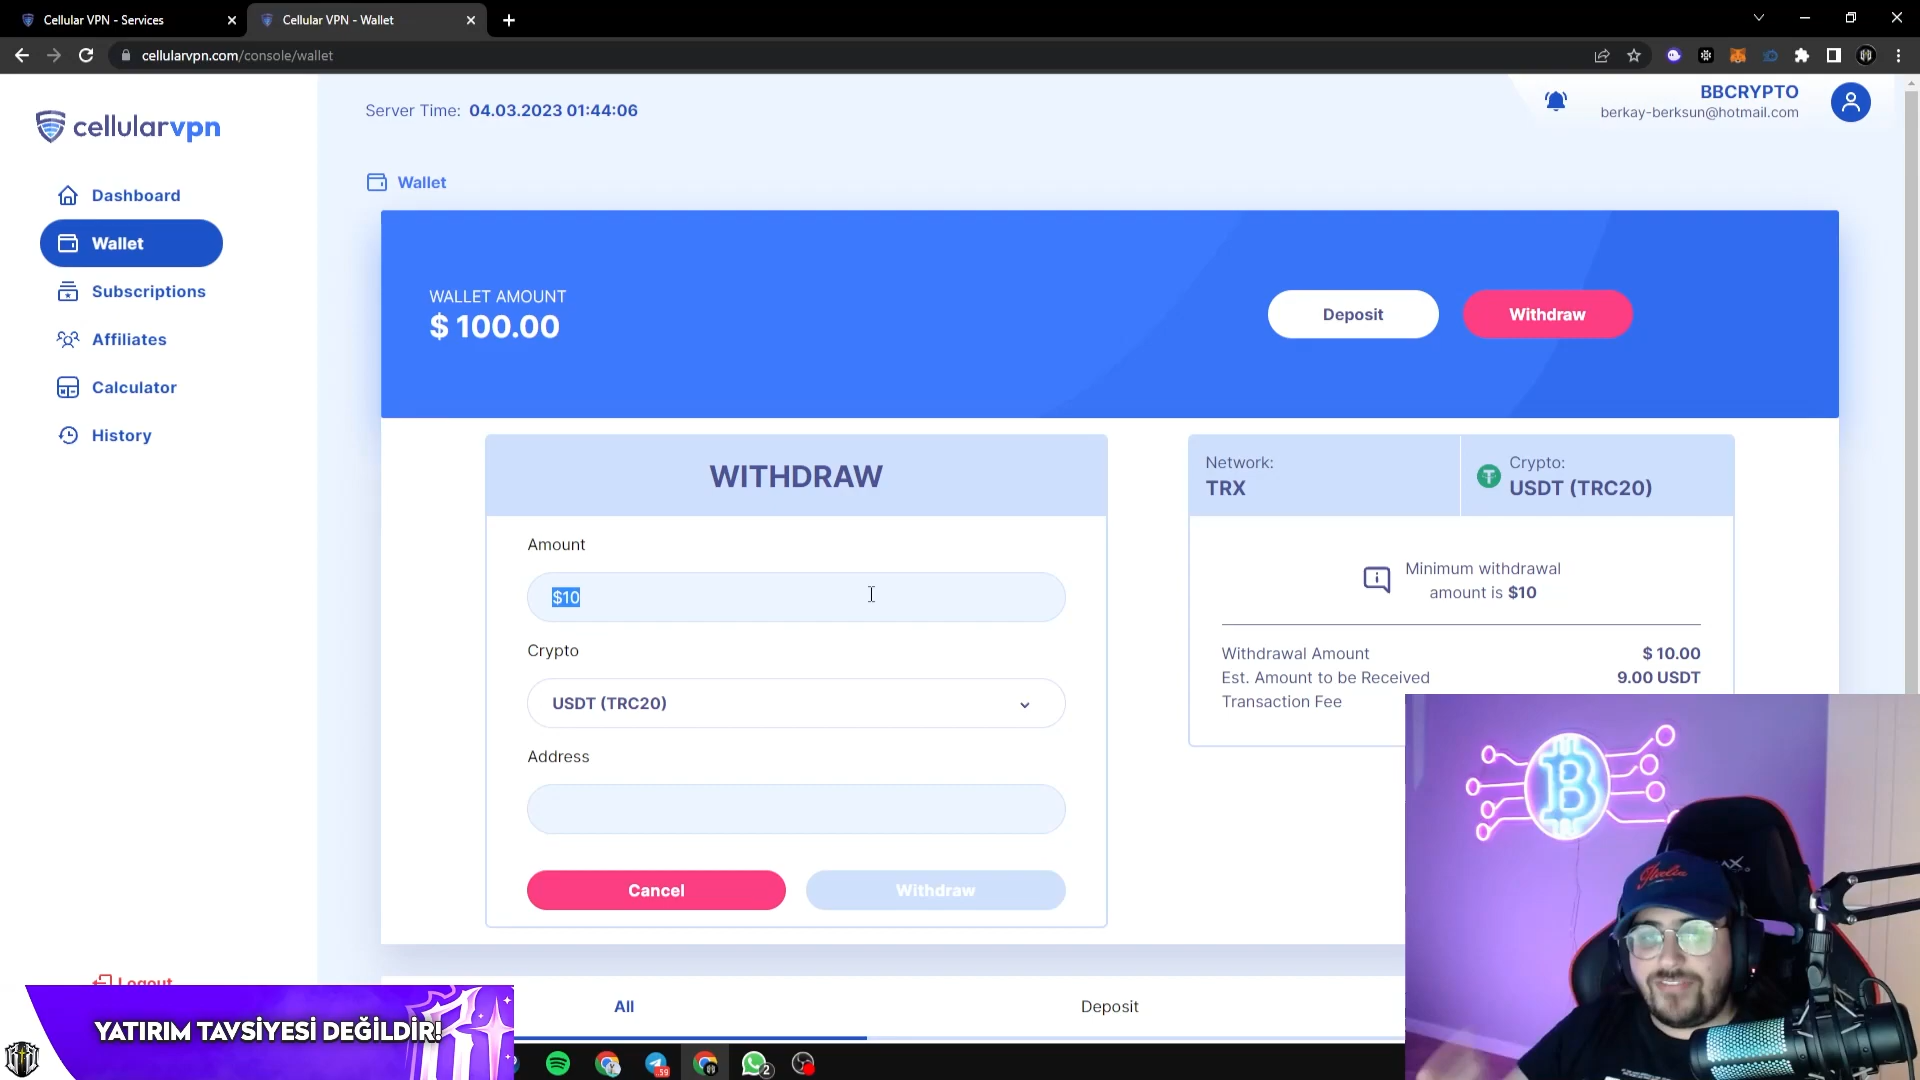 Cellular VPN - Services
Cellular VPN - Wallet
cellularvpn.com/console/wallet
cellularvpn
Server Time: 04.03.2023 01:44:06
BBCRYPTO
berkay-berksun@hotmail.com
Dashboard
Wallet
Subscriptions
Affiliates
Calculator
History
Logout
Wallet
WALLET AMOUNT
$ 100.00
Deposit
Withdraw
WITHDRAW
Amount
$10
Crypto
USDT (TRC20)
Address
Cancel
Withdraw
Network:
TRX
Crypto:
USDT (TRC20)
Minimum withdrawal
amount is $10
Withdrawal Amount $ 10.00
Est. Amount to be Received 9.00 USDT
Transaction Fee
All
Deposit
YATIRIM TAVSİYESİ DEĞİLDİR!
59
2
Italia